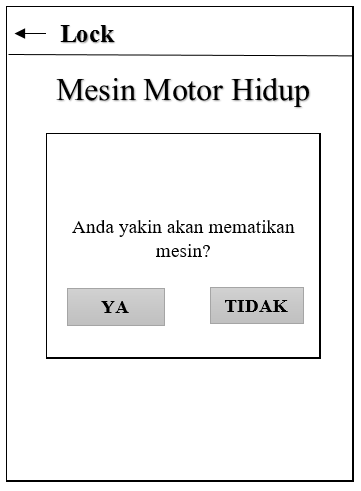 Lock
Mesin Motor Hidup
Anda yakin akan mematikan
mesin?
YA
TIDAK